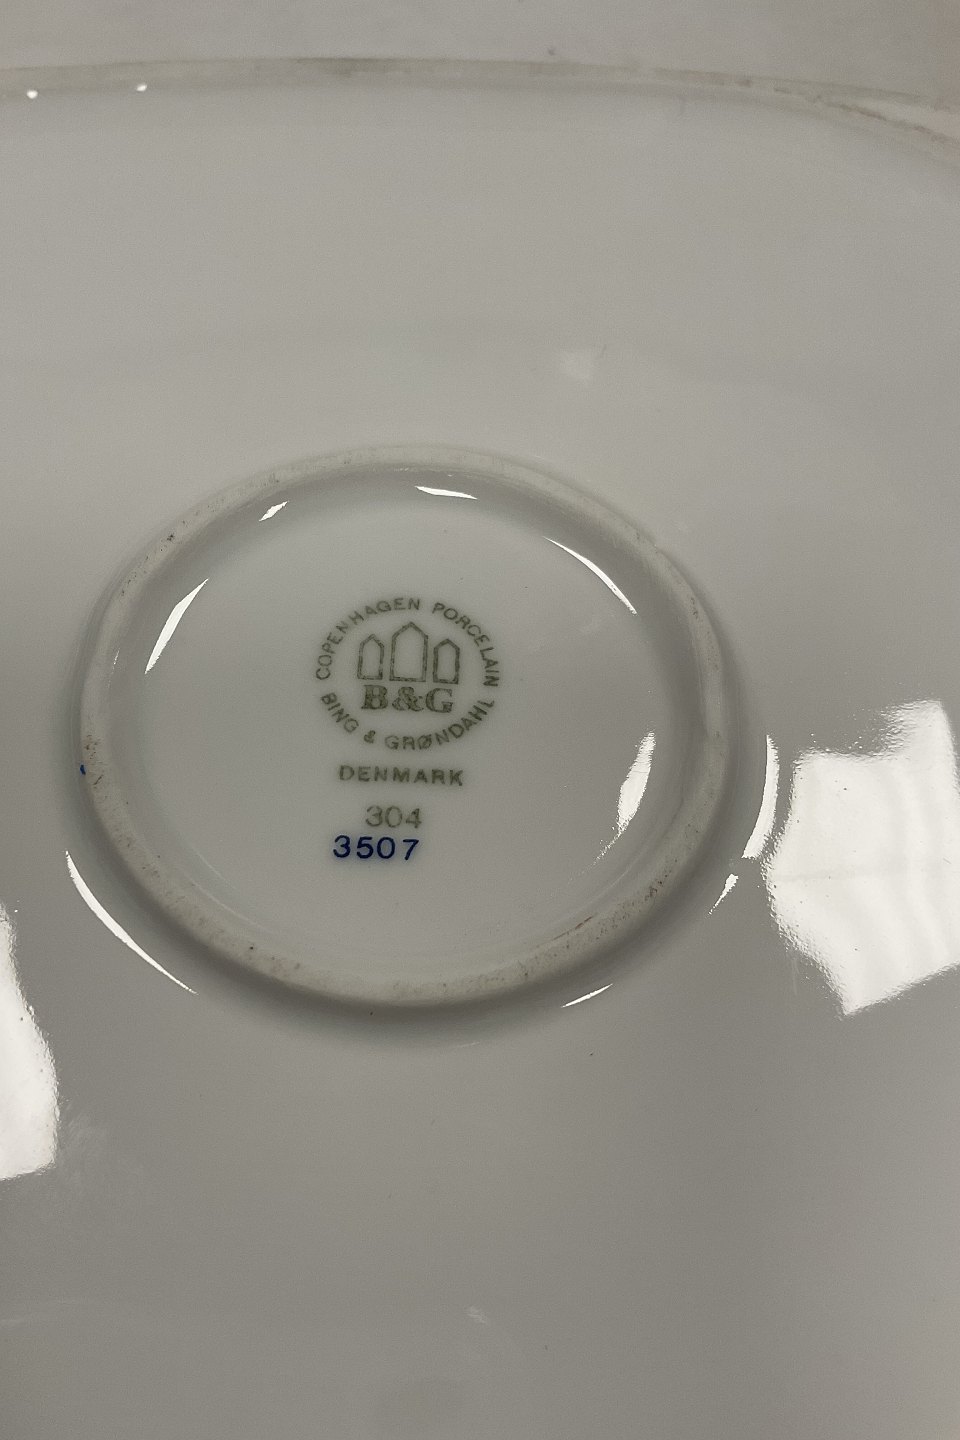 COPENHAGEN PORCELAIN
B&G
BING & GRØNDAHL
DENMARK
304
3507